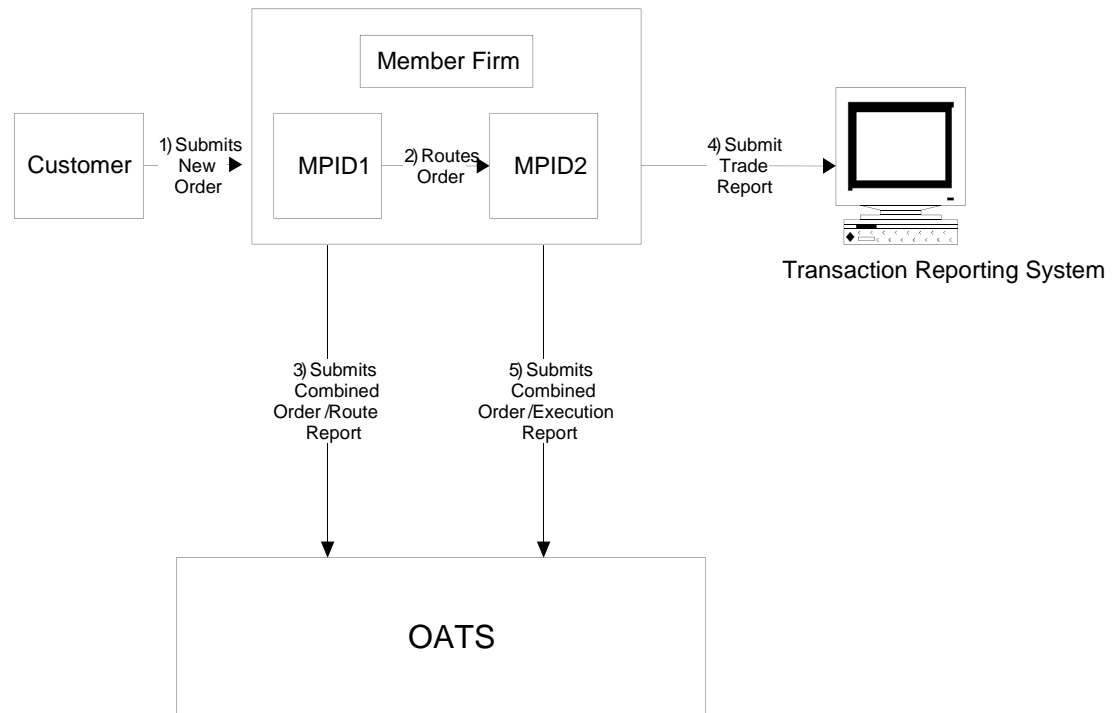 Member Firm
Customer
1) Submits
New
Order
MPID1
2) Routes
Order
MPID2
4) Submit
Trade
Report
Transaction Reporting System
3) Submits
Combined
Order /Route
Report
5) Submits
Combined
Order /Execution
Report
OATS